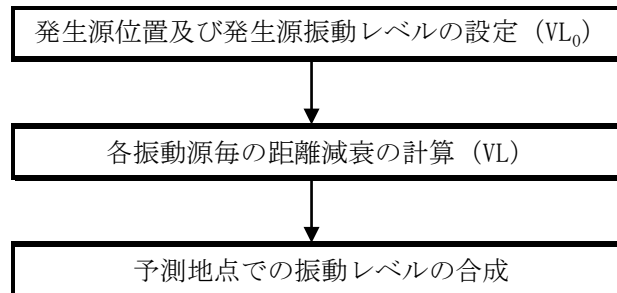 発生源位置及び発生源振動レベルの設定（VL₀）
各振動源毎の距離減衰の計算（VL）
予測地点での振動レベルの合成